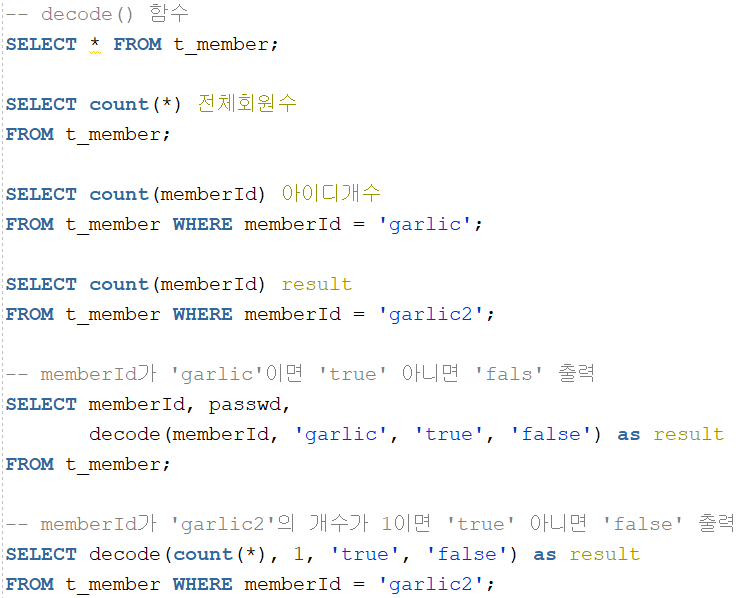 -- decode() 함수
SELECT * FROM t_member;
SELECT count(*) 전체회원수
FROM t_member;
SELECT count(memberId) 아이디개수
FROM t_member WHERE memberId = 'garlic';
SELECT count(memberId) result
FROM t_member WHERE memberId = 'garlic2';
-- memberId가 'garlic'이면 'true' 아니면 'fals' 출력
SELECT memberId, passwd,
decode(memberId, 'garlic', 'true', 'false') as result
FROM t_member;
-- memberId가 'garlic2'의 개수가 1이면 'true' 아니면 'false' 출력
SELECT decode(count(*), 1, 'true', 'false') as result
FROM t_member WHERE memberId = 'garlic2';